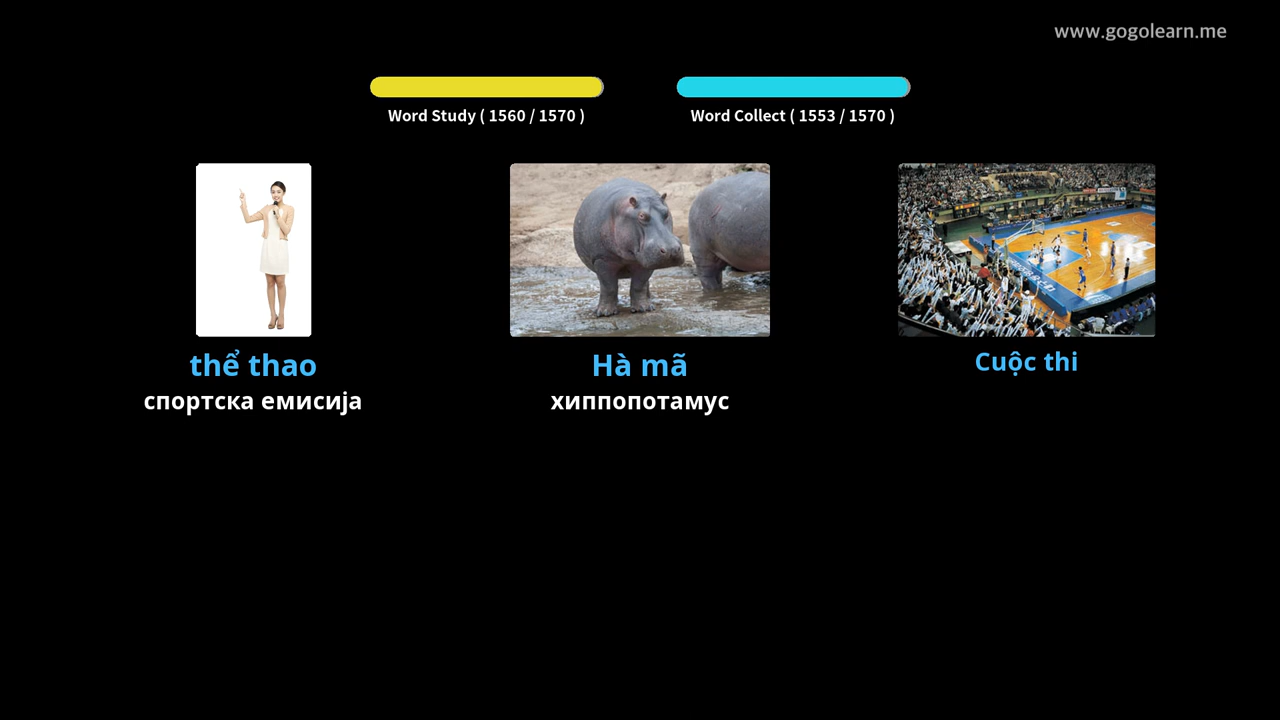 www.gogolearn.me
Word Study ( 1560 / 1570 )
Word Collect ( 1553 / 1570 )
thể thao
Hà mã
Cuộc thi
спортска емисија
хиппопотамус